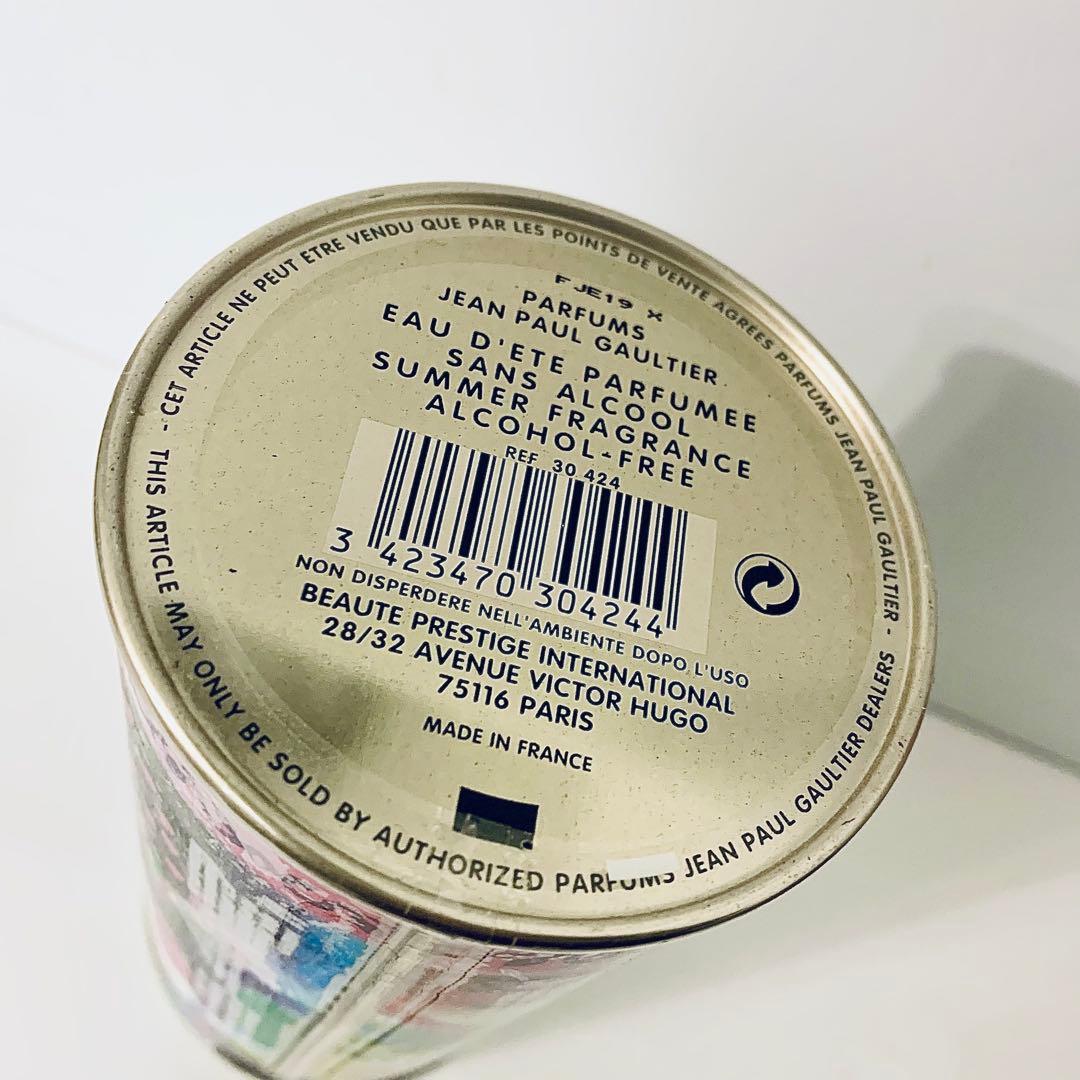 - CET ARTICLE NE PEUT ETRE VENDU QUE PAR LES POINTS DE VENTE AGREES PARFUMS JEAN PAUL GAULTIER -
F JE19 X
PARFUMS
JEAN PAUL GAULTIER
EAU D'ETE PARFUMEE
SANS ALCOOL
SUMMER FRAGRANCE
ALCOHOL-FREE
REF 30 424
3 423470 304244
NON DISPERDERE NELL'AMBIENTE DOPO L'USO
BEAUTE PRESTIGE INTERNATIONAL
28/32 AVENUE VICTOR HUGO
75116 PARIS
MADE IN FRANCE
THIS ARTICLE MAY ONLY BE SOLD BY AUTHORIZED PARFUMS JEAN PAUL GAULTIER DEALERS